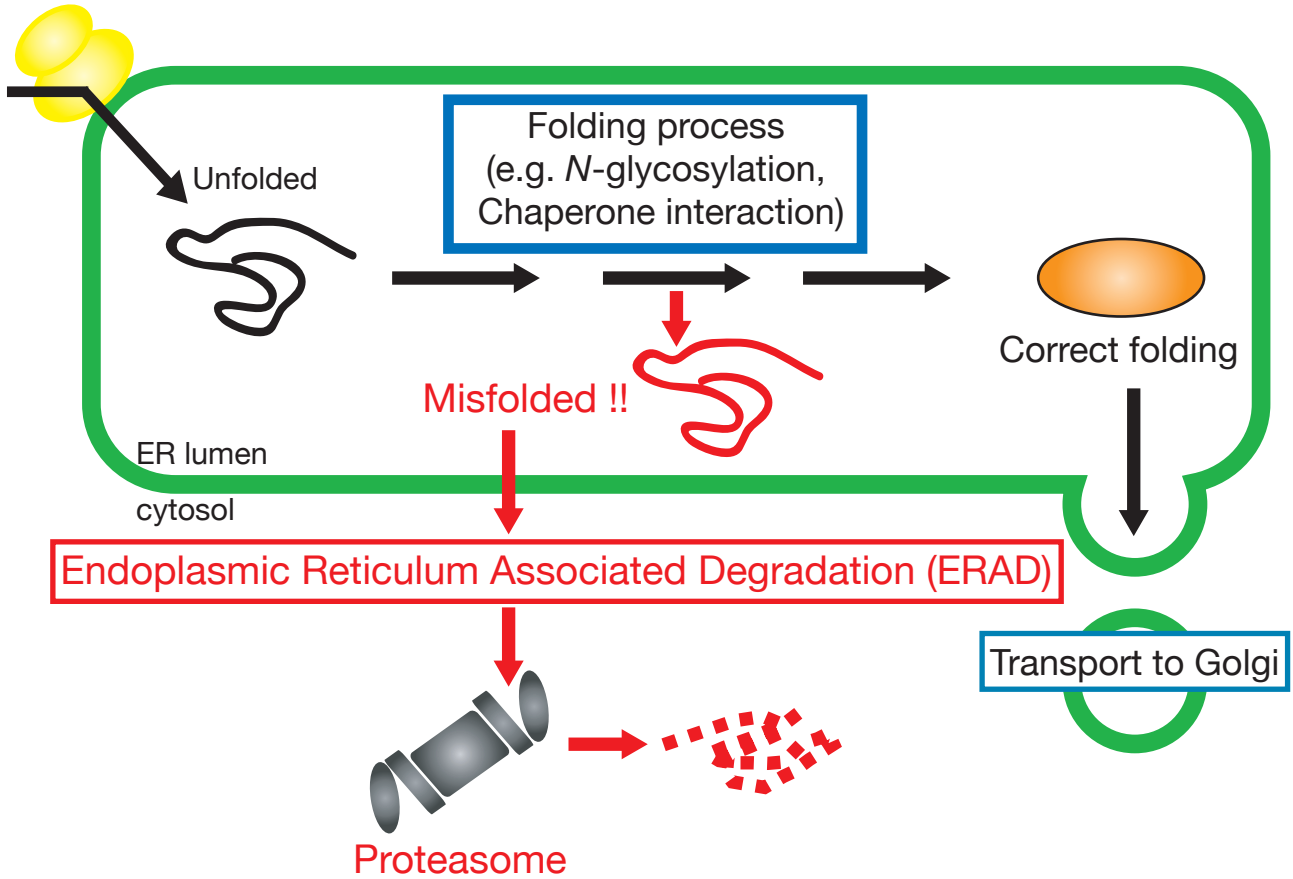 Folding process
(e.g. N-glycosylation,
Chaperone interaction)
Unfolded
Correct folding
Misfolded !!
ER lumen
cytosol
Endoplasmic Reticulum Associated Degradation (ERAD)
Transport to Golgi
Proteasome